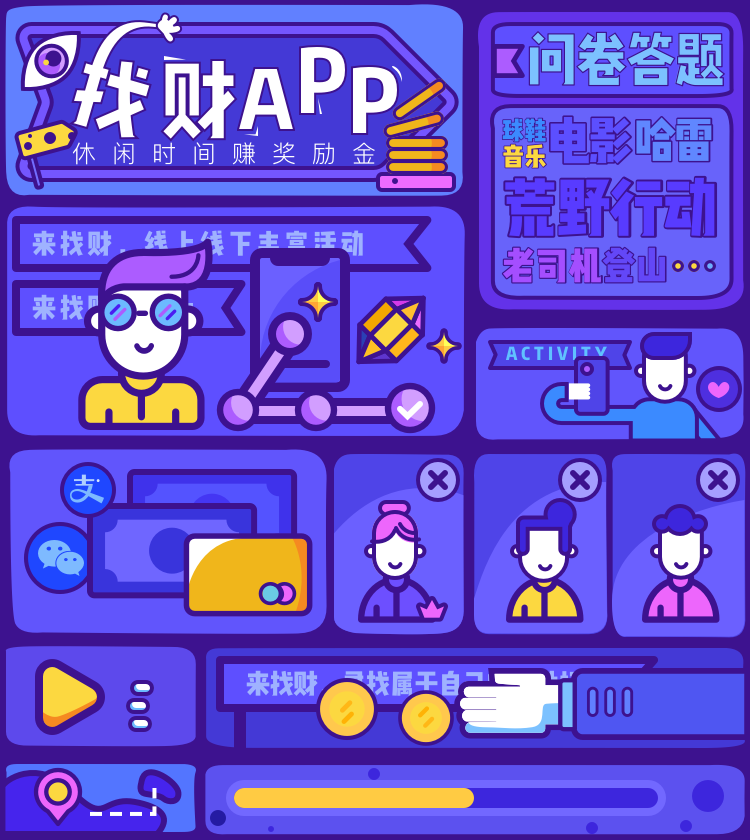 找财APP
休闲时间赚奖励金
问卷答题
球鞋
音乐
电影哈雷
荒野行动
老司机登山•••
来找财，线上线下丰富活动
来找
ACTIVITY
支
来找财 寻找属于自己